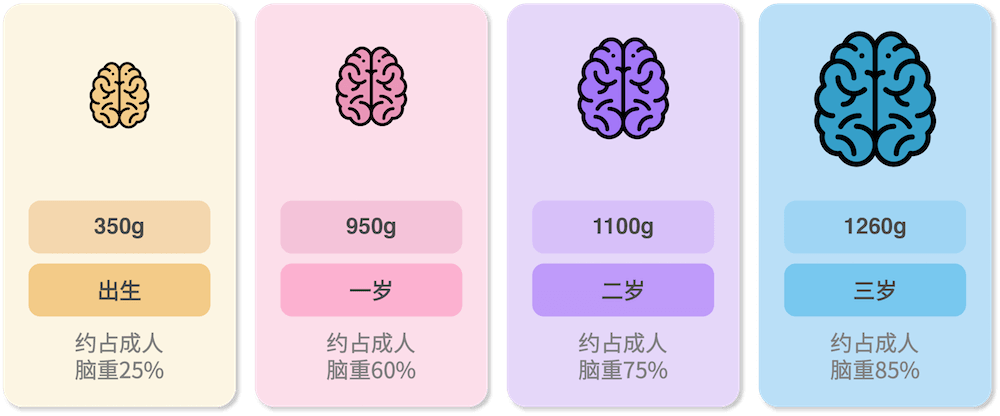 350g
出生
约占成人
脑重25%
950g
一岁
约占成人
脑重60%
1100g
二岁
约占成人
脑重75%
1260g
三岁
约占成人
脑重85%